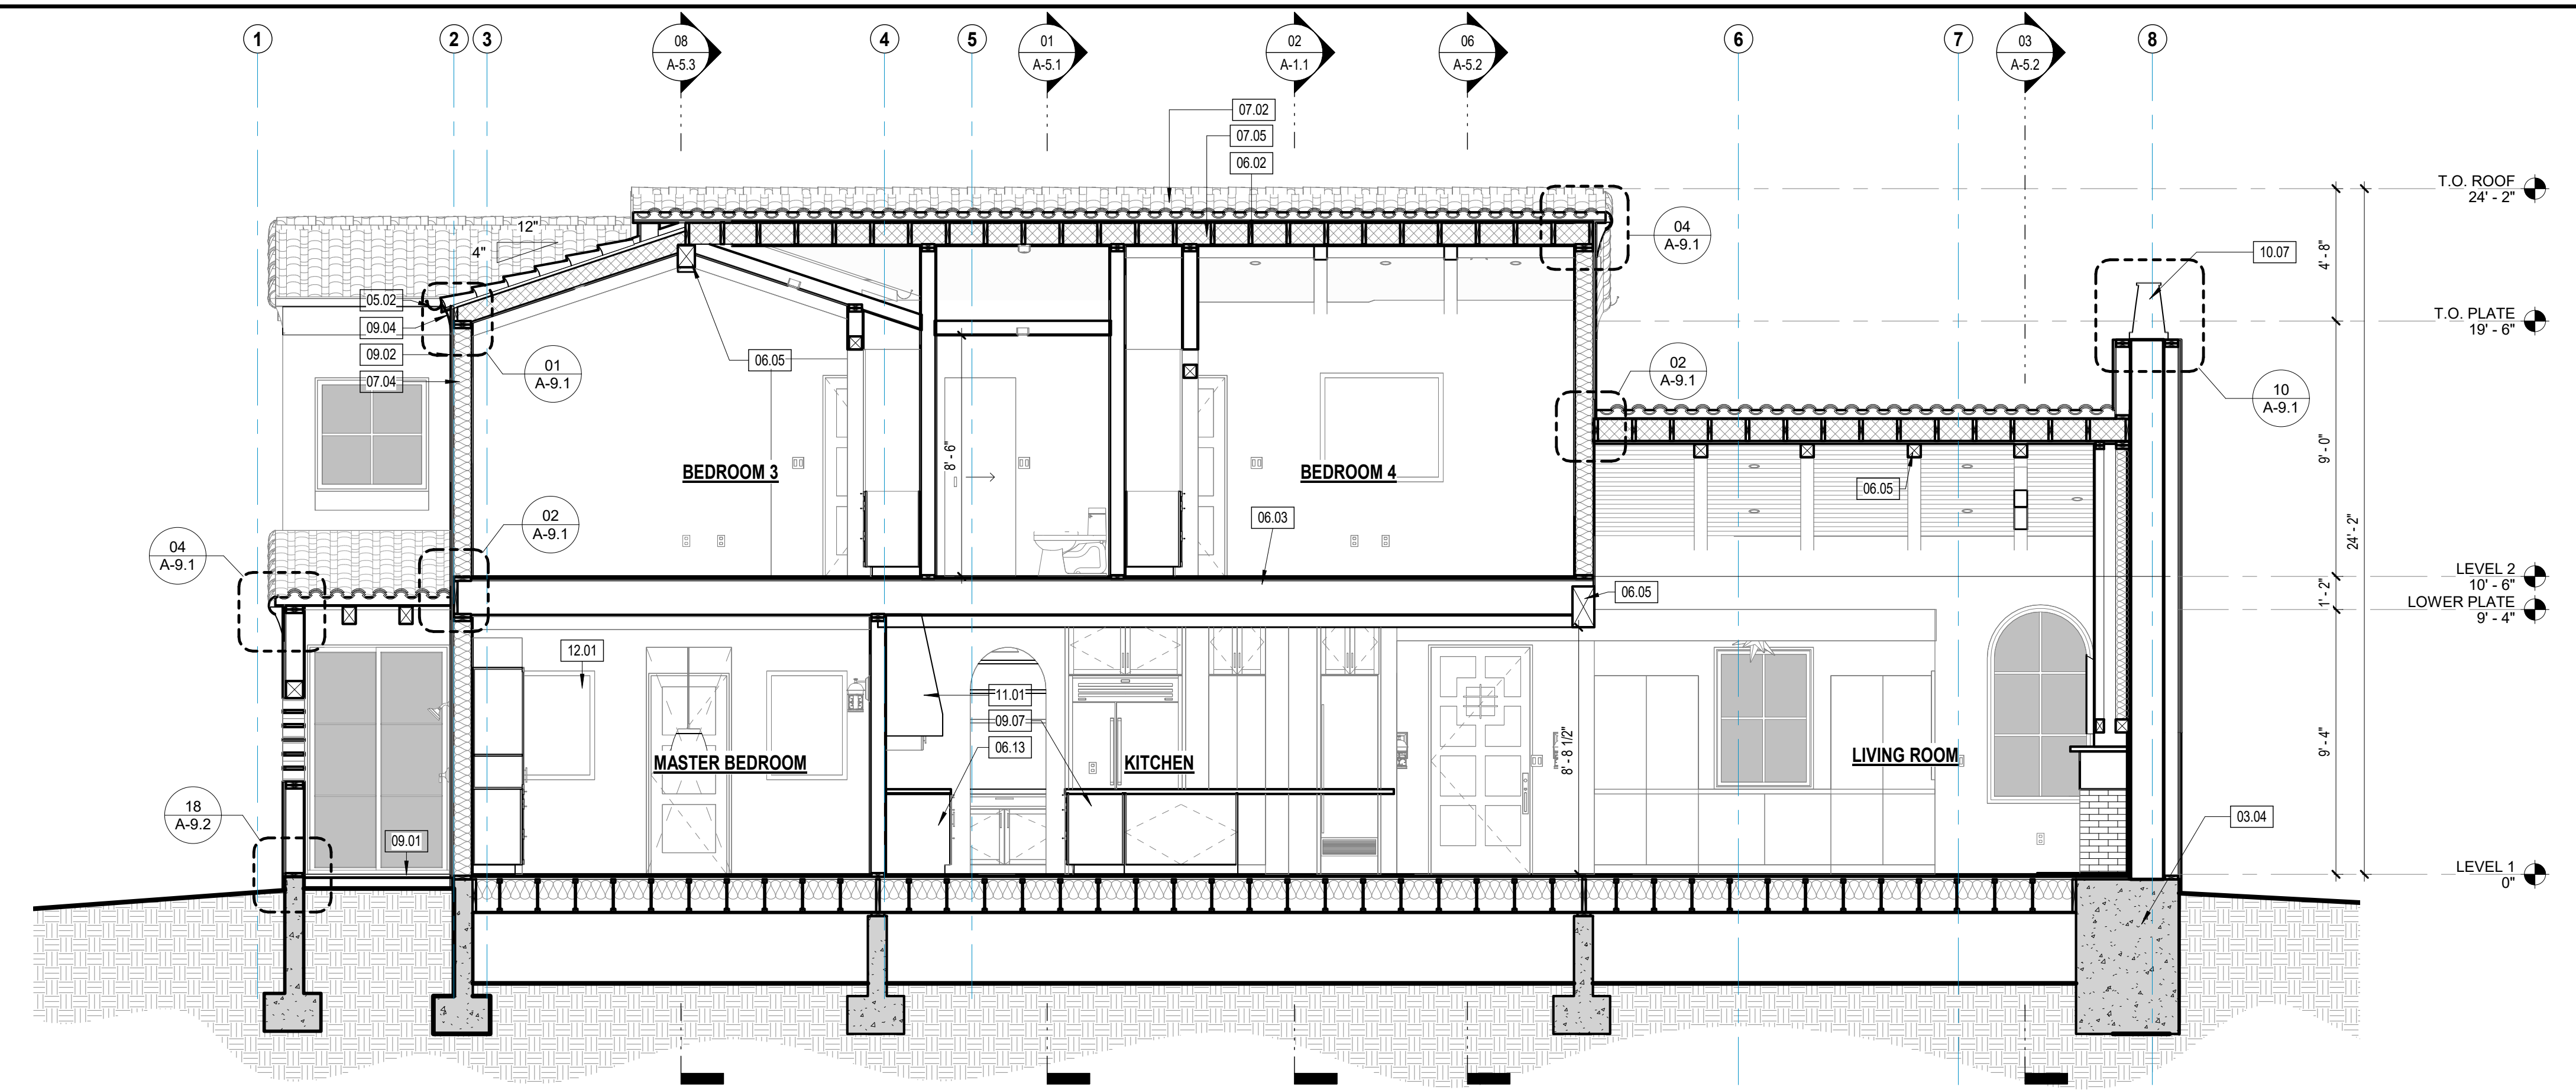 1
2
3
08
A-5.3
4
5
01
A-5.1
02
A-1.1
06
A-5.2
6
7
03
A-5.2
8
07.02
07.05
06.02
T.O. ROOF
24' - 2"
12"
4"
04
A-9.1
10.07
4' - 8"
05.02
09.04
09.02
07.04
T.O. PLATE
19' - 6"
06.05
01
A-9.1
02
A-9.1
10
A-9.1
8' - 6"
9' - 0"
BEDROOM 3
BEDROOM 4
06.05
06.03
02
A-9.1
04
A-9.1
24' - 2"
LEVEL 2
10' - 6"
1' - 2"
06.05
LOWER PLATE
9' - 4"
12.01
11.01
09.07
06.13
MASTER BEDROOM
KITCHEN
8' - 8 1/2"
LIVING ROOM
9' - 4"
18
A-9.2
09.01
03.04
LEVEL 1
0"